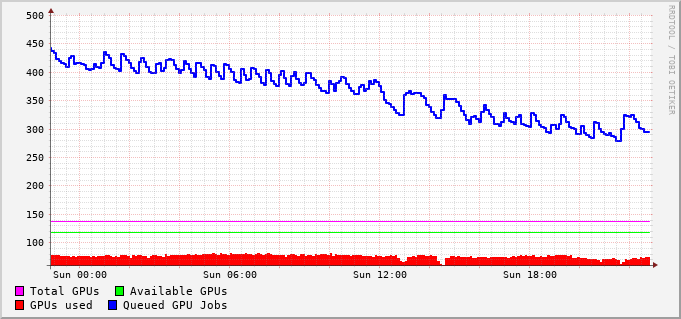 500
450
400
350
300
250
200
150
100
Sun 00:00 Sun 06:00 Sun 12:00 Sun 18:00
Total GPUs Available GPUs
GPUs used Queued GPU Jobs
RRDTOOL / TOBI OETIKER